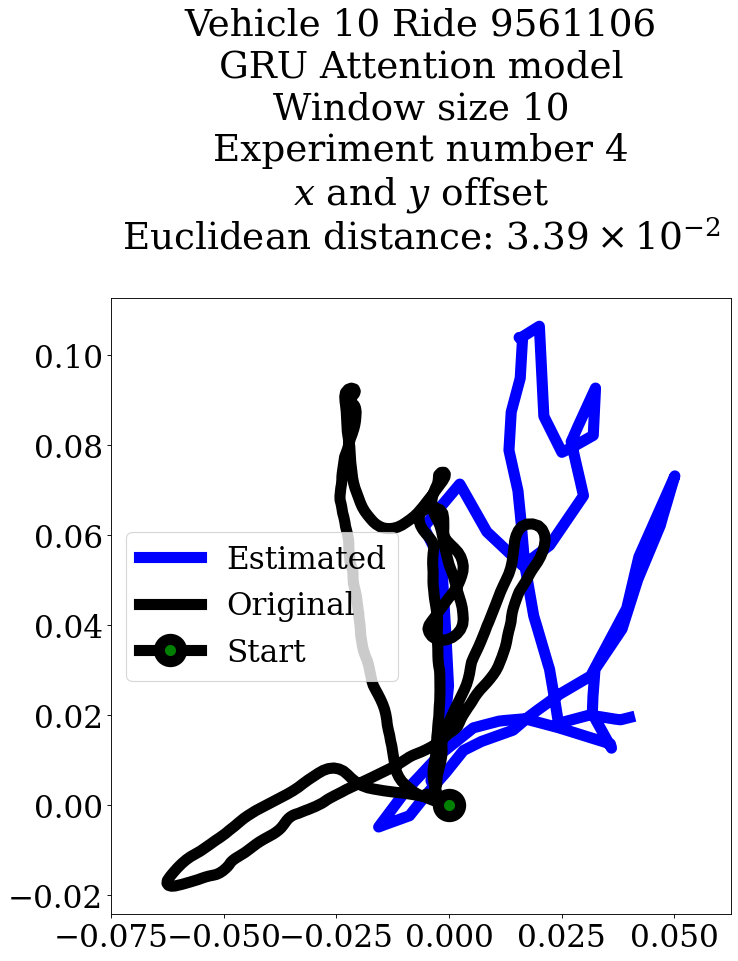 Vehicle 10 Ride 9561106
GRU Attention model
Window size 10
Experiment number 4
x and y offset
Euclidean distance: 3.39 × 10⁻²
0.10
0.08
0.06
0.04
0.02
0.00
−0.02
Estimated
Original
Start
−0.075 −0.050 −0.025 0.000 0.025 0.050